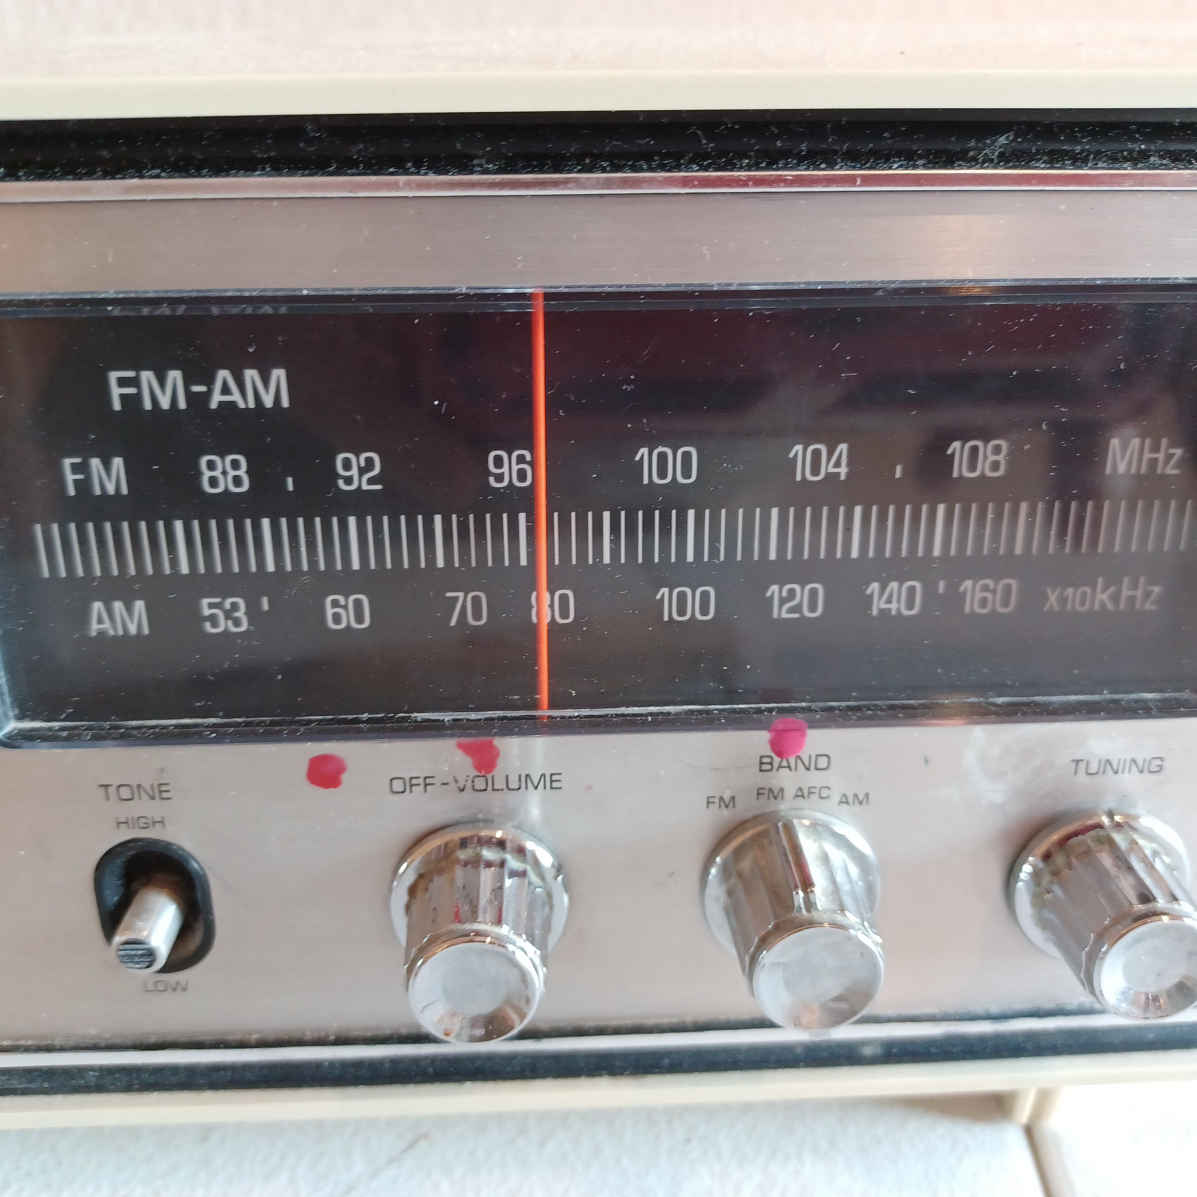 FM-AM
FM 88 92 96 100 104 108 MHz
AM 53 60 70 80 100 120 140 160 x10kHz
TONE OFF-VOLUME BAND TUNING
HIGH FM FM AFC AM
LOW